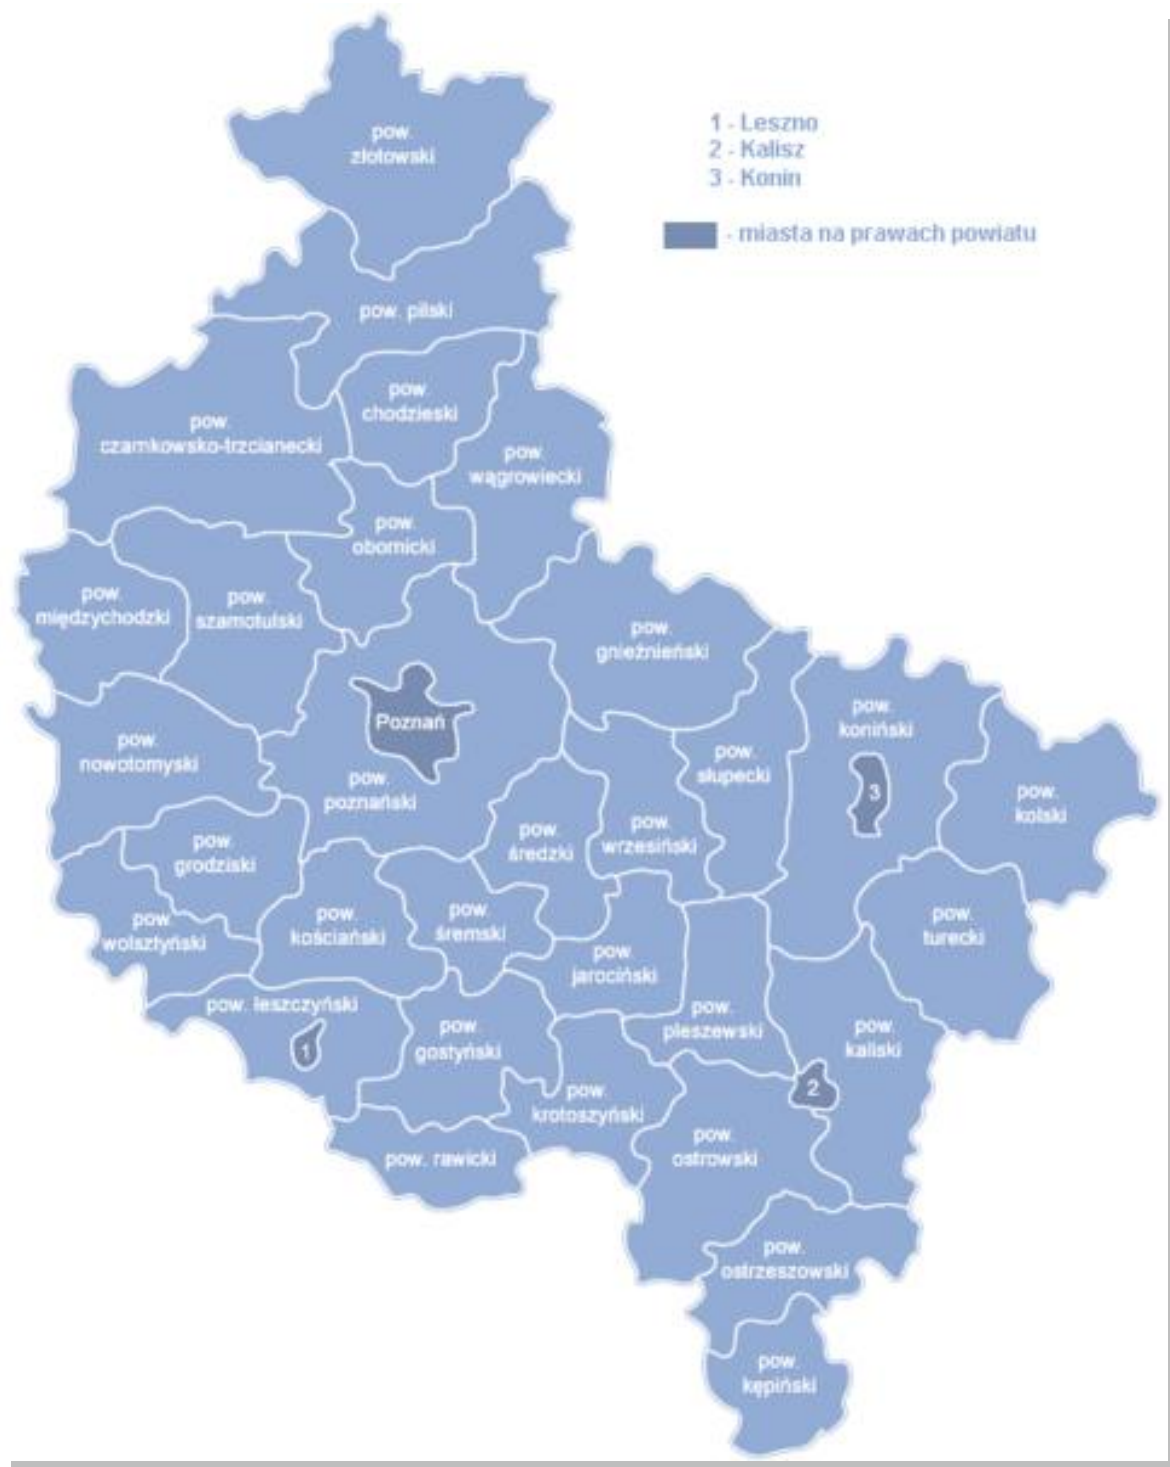 1 - Leszno
2 - Kalisz
3 - Konin
- miasta na prawach powiatu
pow.
złotowski
pow. pilski
pow.
chodzieski
pow.
czarnkowsko-trzcianecki
pow.
wągrowiecki
pow.
obornicki
pow.
międzychodzki
pow.
szamotulski
pow.
gnieźnieński
Poznań
pow.
koniński
pow.
nowotomyski
pow.
poznański
pow.
słupecki
3
pow.
kolski
pow.
średzki
pow.
wrzesiński
pow.
grodziski
pow.
wolsztyński
pow.
kościański
pow.
śremski
pow.
turecki
pow.
jarociński
pow. leszczyński
1
pow.
gostyński
pow.
pleszewski
pow.
kaliski
2
pow.
krotoszyński
pow. rawicki
pow.
ostrowski
pow.
ostrzeszowski
pow.
kępiński